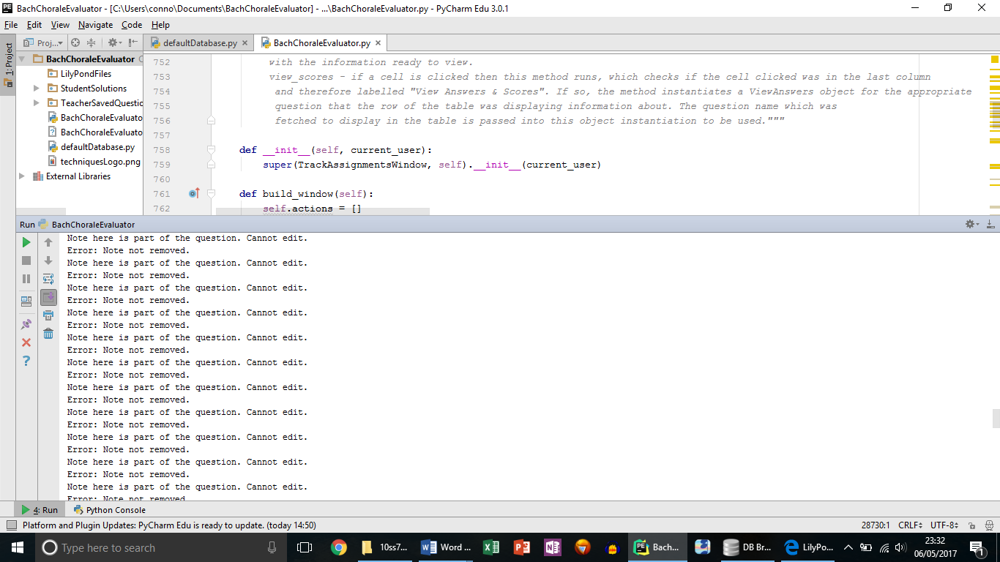 BachChoraleEvaluator - [C:\Users\conno\Documents\BachChoraleEvaluator] - ...\BachChoraleEvaluator.py - PyCharm Edu 3.0.1
File Edit View Navigate Code Help
1: Project
Proj...
defaultDatabase.py
BachChoraleEvaluator.py
BachChoraleEvaluator
LilyPondFiles
StudentSolutions
TeacherSavedQuestic
BachChoraleEvaluato
BachChoraleEvaluato
defaultDatabase.py
techniquesLogo.png
External Libraries
752 with the information ready to view.
753 view_scores - if a cell is clicked then this method runs, which checks if the cell clicked was in the last column
754 and therefore labelled "View Answers & Scores". If so, the method instantiates a ViewAnswers object for the appropriate
755 question that the row of the table was displaying information about. The question name which was
756 fetched to display in the table is passed into this object instantiation to be used."""
757
758 def __init__(self, current_user):
759 super(TrackAssignmentsWindow, self).__init__(current_user)
760
761 def build_window(self):
762 self.actions = []
Run BachChoraleEvaluator
Note here is part of the question. Cannot edit.
Error: Note not removed.
Note here is part of the question. Cannot edit.
Error: Note not removed.
Note here is part of the question. Cannot edit.
Error: Note not removed.
Note here is part of the question. Cannot edit.
Error: Note not removed.
Note here is part of the question. Cannot edit.
Error: Note not removed.
Note here is part of the question. Cannot edit.
Error: Note not removed.
Note here is part of the question. Cannot edit.
Error: Note not removed.
Note here is part of the question. Cannot edit.
Error: Note not removed.
Note here is part of the question. Cannot edit.
Error: Note not removed.
Note here is part of the question. Cannot edit.
Error: Note not removed.
Note here is part of the question. Cannot edit.
Error: Note not removed.
4: Run Python Console
Platform and Plugin Updates: PyCharm Edu is ready to update. (today 14:50)
28730:1 CRLF UTF-8
Type here to search
10ss7...
Word ...
Bach...
DB Br...
LilyPo...
23:32
06/05/2017
1